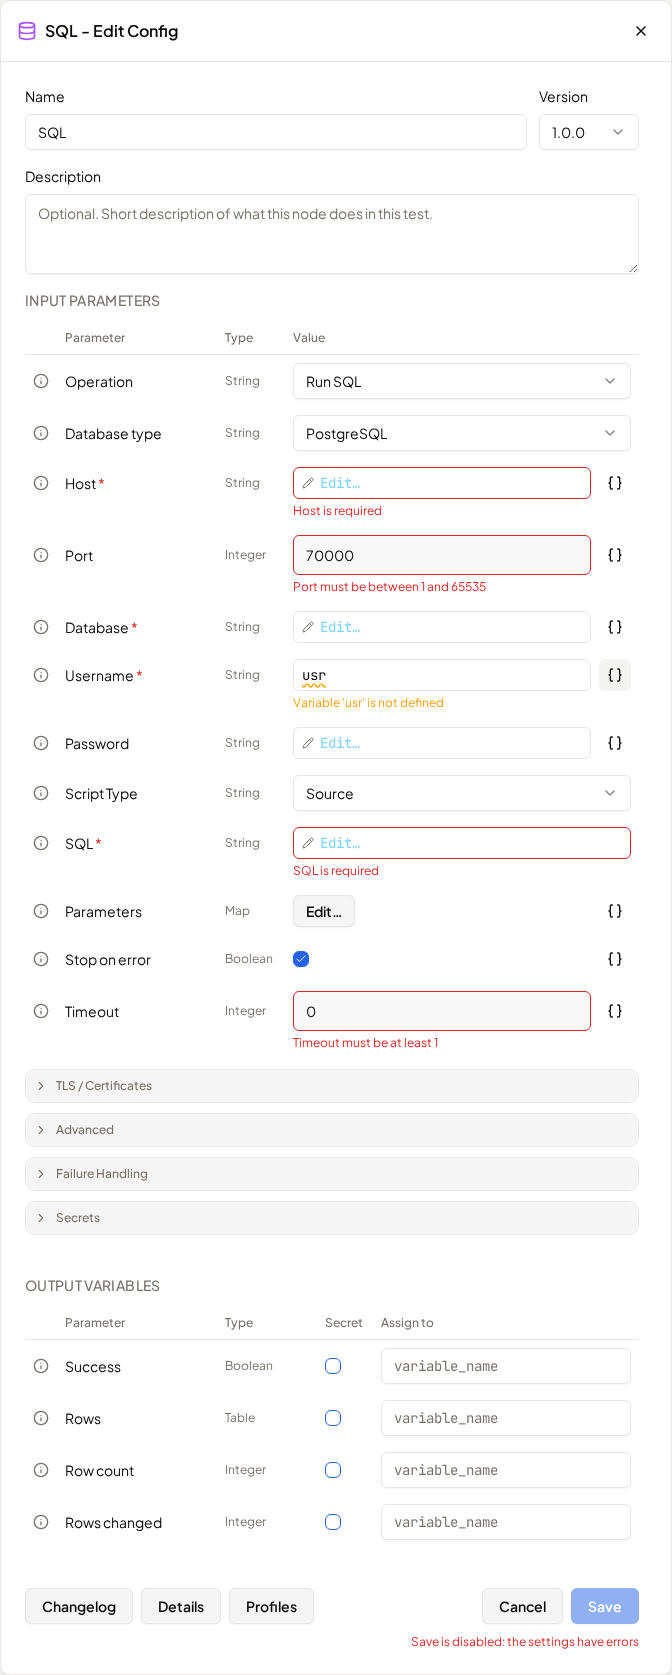 SQL - Edit Config
Name
Version
SQL
1.0.0
Description
Optional. Short description of what this node does in this test.
INPUT PARAMETERS
Parameter Type Value
Operation String Run SQL
Database type String PostgreSQL
Host * String Edit… {}
Host is required
Port Integer 70000 {}
Port must be between 1 and 65535
Database * String Edit… {}
Username * String usr {}
Variable 'usr' is not defined
Password String Edit… {}
Script Type String Source
SQL * String Edit…
SQL is required
Parameters Map Edit… {}
Stop on error Boolean {}
Timeout Integer 0 {}
Timeout must be at least 1
TLS / Certificates
Advanced
Failure Handling
Secrets
OUTPUT VARIABLES
Parameter Type Secret Assign to
Success Boolean variable_name
Rows Table variable_name
Row count Integer variable_name
Rows changed Integer variable_name
Changelog Details Profiles Cancel Save
Save is disabled: the settings have errors